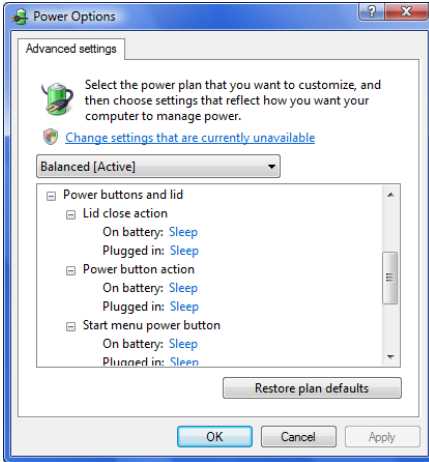 Power Options
Advanced settings
Select the power plan that you want to customize, and
then choose settings that reflect how you want your
computer to manage power.
Change settings that are currently unavailable
Balanced [Active]
Power buttons and lid
Lid close action
On battery: Sleep
Plugged in: Sleep
Power button action
On battery: Sleep
Plugged in: Sleep
Start menu power button
On battery: Sleep
Plugged in: Sleep
Restore plan defaults
OK
Cancel
Apply